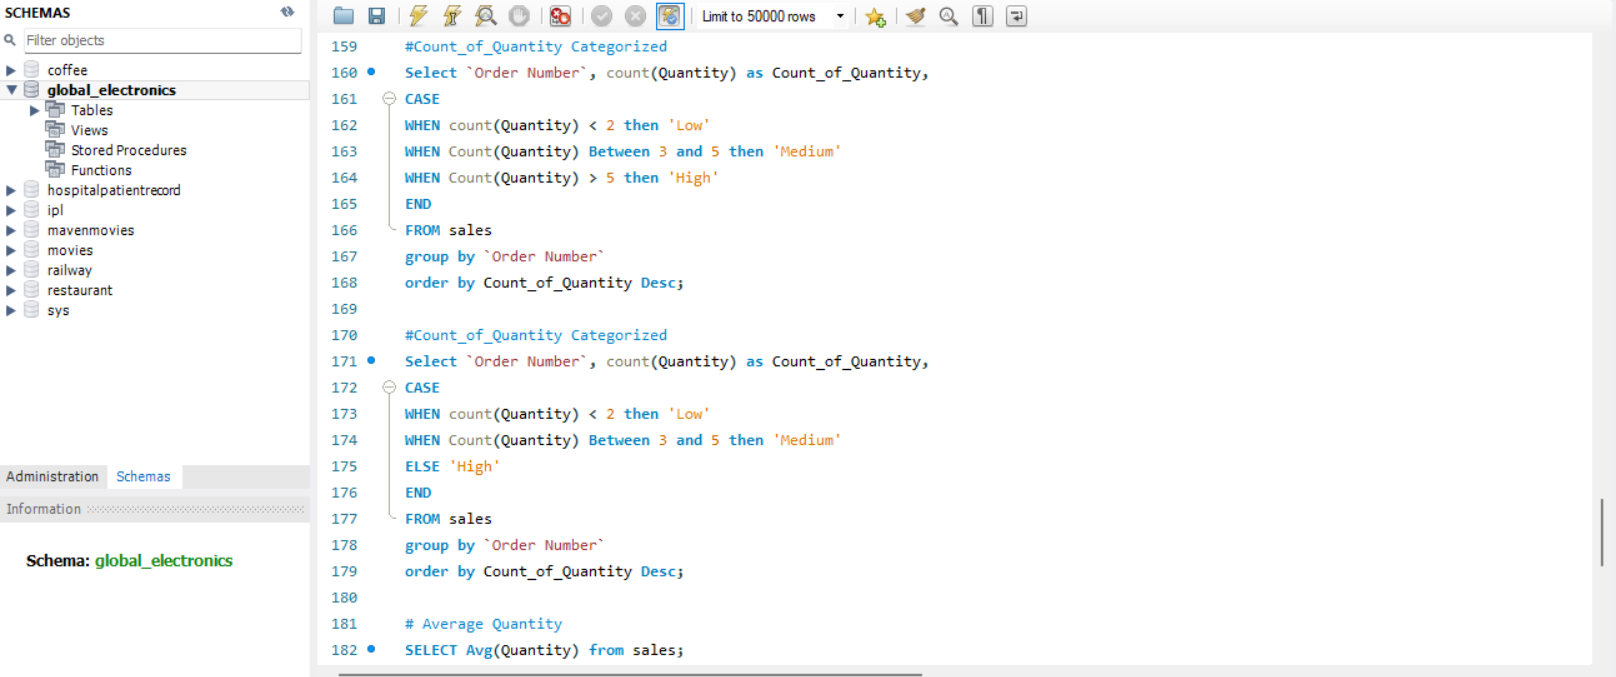 SCHEMAS
Filter objects
coffee
global_electronics
Tables
Views
Stored Procedures
Functions
hospitalpatientrecord
ipl
mavenmovies
movies
railway
restaurant
sys
Administration Schemas
Information
Schema: global_electronics
Limit to 50000 rows
159 #Count_of_Quantity Categorized
160 Select `Order Number`, count(Quantity) as Count_of_Quantity,
161 CASE
162 WHEN count(Quantity) < 2 then 'Low'
163 WHEN Count(Quantity) Between 3 and 5 then 'Medium'
164 WHEN Count(Quantity) > 5 then 'High'
165 END
166 FROM sales
167 group by `Order Number`
168 order by Count_of_Quantity Desc;
169
170 #Count_of_Quantity Categorized
171 Select `Order Number`, count(Quantity) as Count_of_Quantity,
172 CASE
173 WHEN count(Quantity) < 2 then 'Low'
174 WHEN Count(Quantity) Between 3 and 5 then 'Medium'
175 ELSE 'High'
176 END
177 FROM sales
178 group by `Order Number`
179 order by Count_of_Quantity Desc;
180
181 # Average Quantity
182 SELECT Avg(Quantity) from sales;